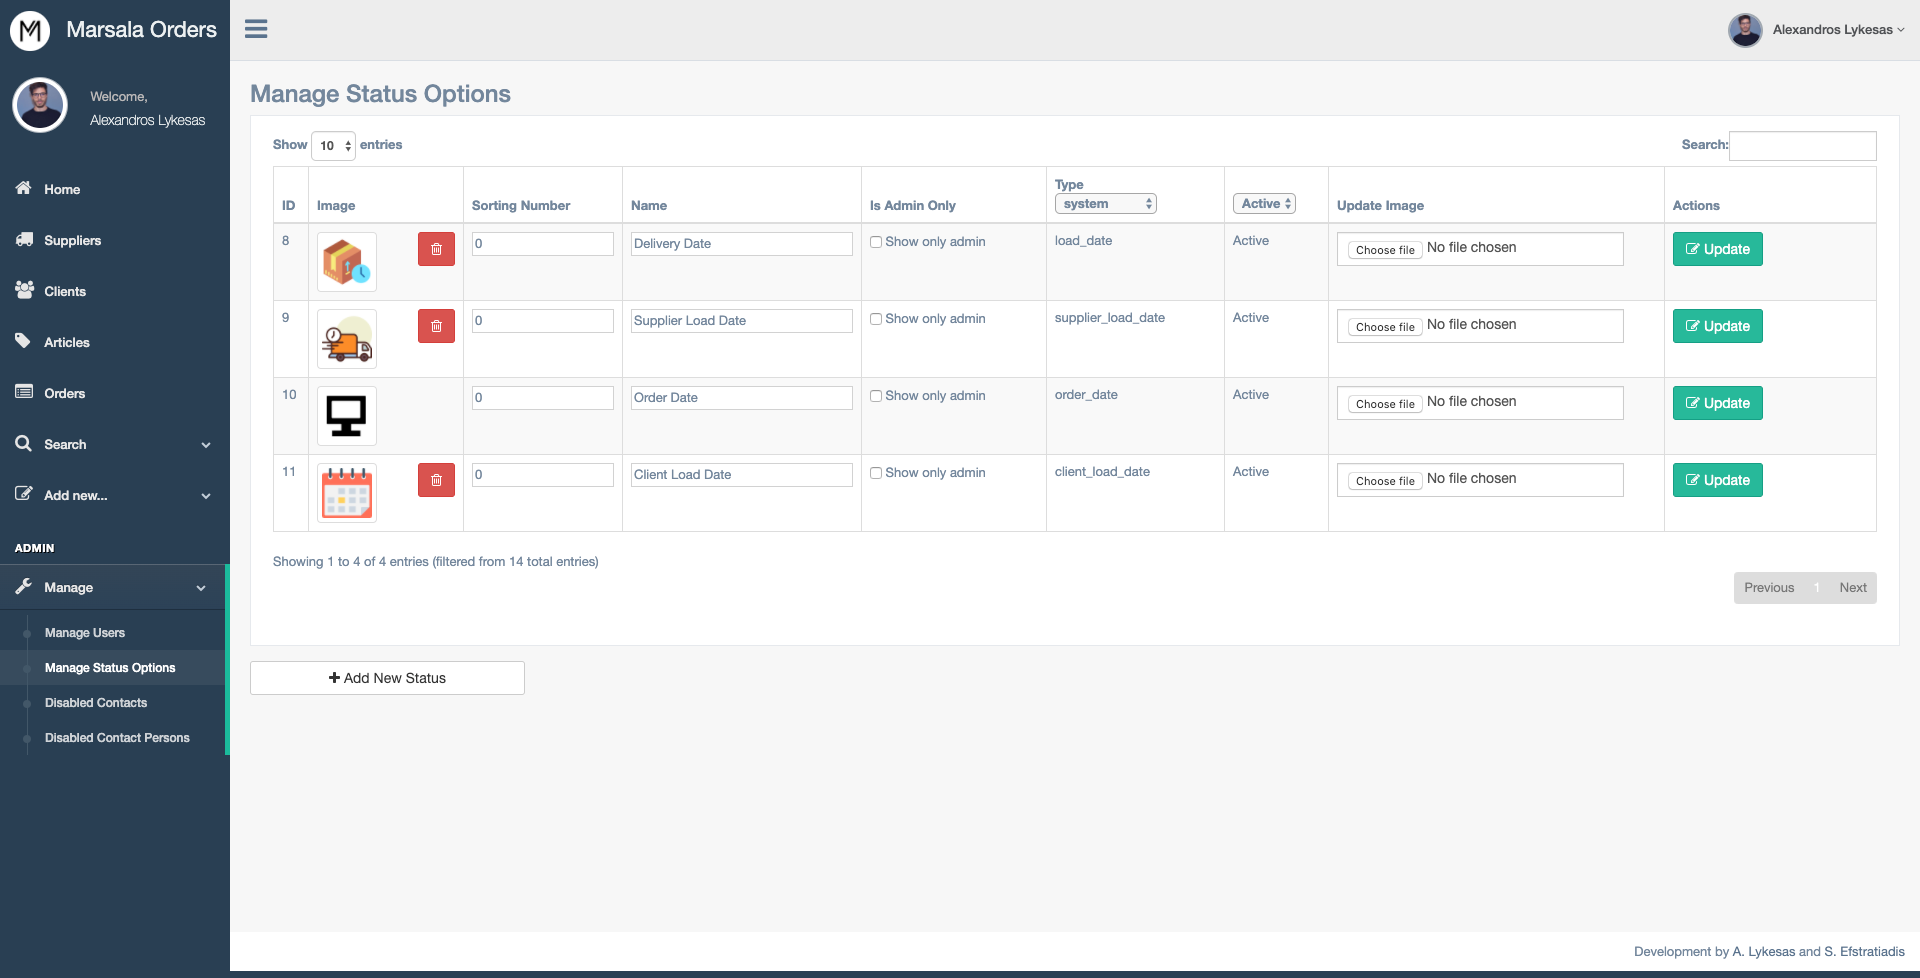 Marsala Orders
Alexandros Lykesas
Welcome,
Alexandros Lykesas
Home
Suppliers
Clients
Articles
Orders
Search
Add new...
ADMIN
Manage
Manage Users
Manage Status Options
Disabled Contacts
Disabled Contact Persons
Manage Status Options
Show 10 entries
Search:
ID Image Sorting Number Name Is Admin Only Type system Active Update Image Actions
8 0 Delivery Date Show only admin load_date Active Choose file No file chosen Update
9 0 Supplier Load Date Show only admin supplier_load_date Active Choose file No file chosen Update
10 0 Order Date Show only admin order_date Active Choose file No file chosen Update
11 0 Client Load Date Show only admin client_load_date Active Choose file No file chosen Update
Showing 1 to 4 of 4 entries (filtered from 14 total entries)
Previous 1 Next
Add New Status
Development by A. Lykesas and S. Efstratiadis